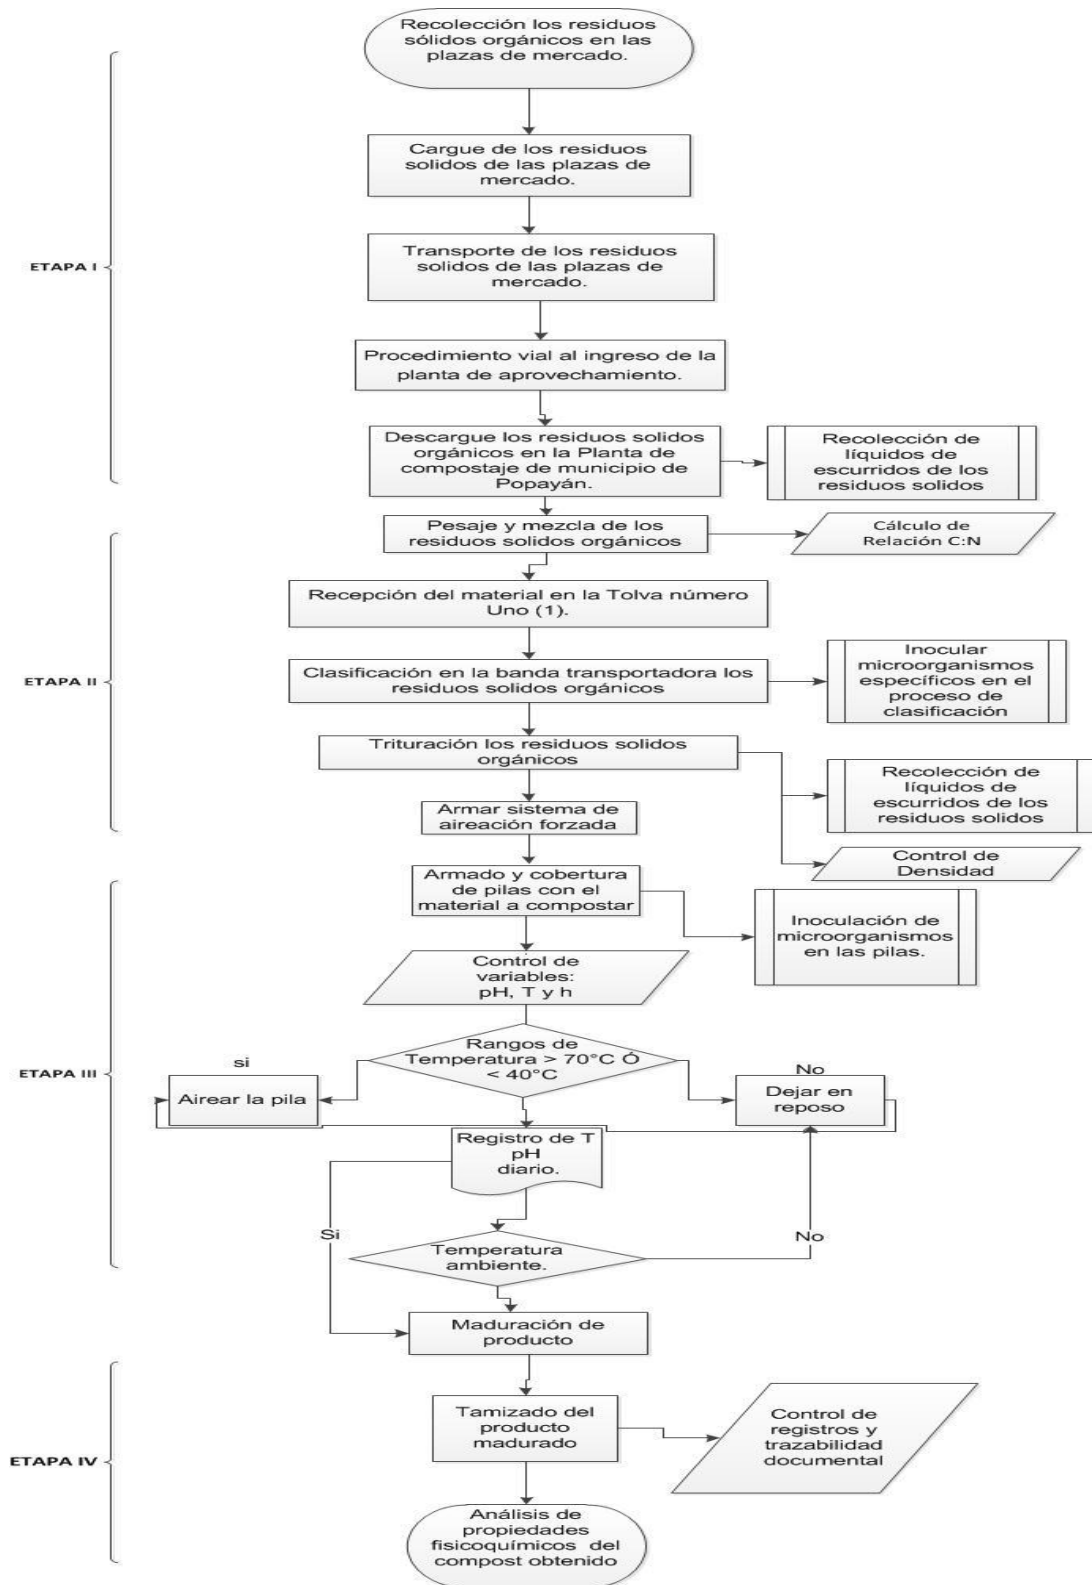 Recolección los residuos
sólidos orgánicos en las
plazas de mercado.
Cargue de los residuos
solidos de las plazas de
mercado.
ETAPA I
Transporte de los residuos
solidos de las plazas de
mercado.
Procedimiento vial al ingreso de la
planta de aprovechamiento.
Descargue los residuos solidos
orgánicos en la Planta de
compostaje de municipio de
Popayán.
Recolección de
líquidos de
escurridos de los
residuos solidos
Pesaje y mezcla de los
residuos solidos orgánicos
Cálculo de
Relación C:N
Recepción del material en la Tolva número
Uno (1).
ETAPA II
Clasificación en la banda transportadora los
residuos solidos orgánicos
Inocular
microorganismos
específicos en el
proceso de
clasificación
Trituración los residuos solidos
orgánicos
Recolección de
líquidos de
escurridos de los
residuos solidos
Armar sistema de
aireación forzada
Control de
Densidad
Armado y cobertura
de pilas con el
material a compostar
Inoculación de
microorganismos
en las pilas.
Control de
variables:
pH, T y h
ETAPA III
Rangos de
Temperatura > 70°C Ó
< 40°C
si
Airear la pila
No
Dejar en
reposo
Registro de T
pH
diario.
Si
No
Temperatura
ambiente.
Maduración de
producto
ETAPA IV
Tamizado del
producto
madurado
Control de
registros y
trazabilidad
documental
Análisis de
propiedades
fisicoquímicos del
compost obtenido